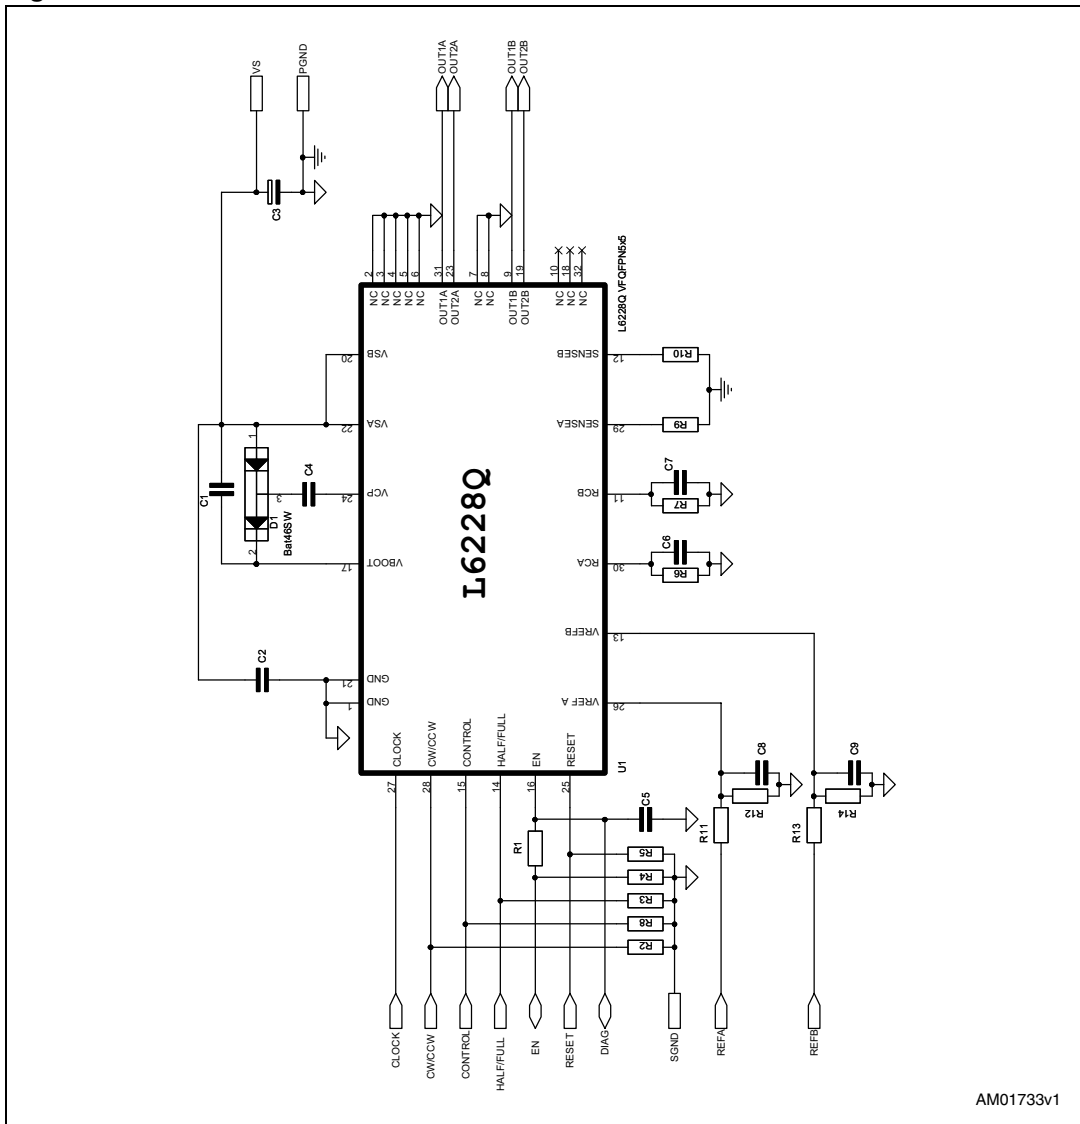 VS
PGND
OUT1A
OUT2A
OUT1B
OUT2B
C3
2
3
4
5
6
31
23
7
8
9
19
10
18
32
NC
NC
NC
NC
NC
OUT1A
OUT2A
NC
NC
OUT1B
OUT2B
NC
NC
NC
L6228Q VFQFPN5x5
20
VSB
SENSEB
12
R10
22
VSA
SENSEA
29
R9
1
C1
C4
3
24
VCP
RCB
11
C7
R7
D1
Bat46SW
2
17
VBOOT
RCA
30
C6
R6
L6228Q
VREFB
13
C2
21
GND
1
GND
VREF A
26
CLOCK
CW/CCW
CONTROL
HALF/FULL
EN
RESET
U1
27
28
15
14
16
25
C8
C9
C5
R12
R14
R11
R13
R1
R5
R4
R3
R8
R2
CLOCK
CW/CCW
CONTROL
HALF/FULL
EN
RESET
DIAG
SGND
REFA
REFB
AM01733v1